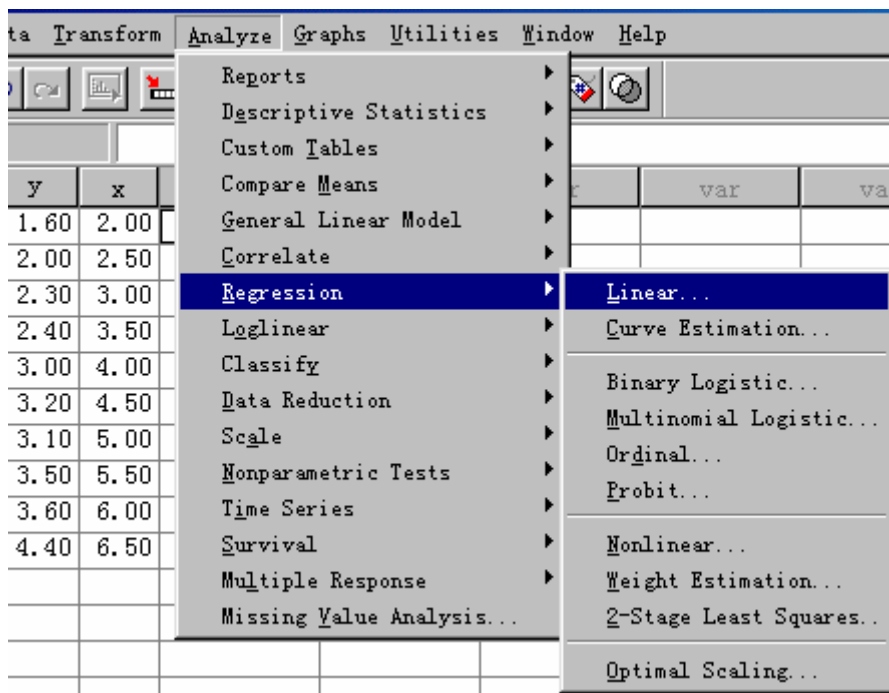 ta Transform Analyze Graphs Utilities Window Help
Reports
Descriptive Statistics
Custom Tables
Compare Means
General Linear Model
Correlate
Regression
Loglinear
Classify
Data Reduction
Scale
Nonparametric Tests
Time Series
Survival
Multiple Response
Missing Value Analysis...
Linear...
Curve Estimation...
Binary Logistic...
Multinomial Logistic...
Ordinal...
Probit...
Nonlinear...
Weight Estimation...
2-Stage Least Squares..
Optimal Scaling...
y x r var va
1.60 2.00
2.00 2.50
2.30 3.00
2.40 3.50
3.00 4.00
3.20 4.50
3.10 5.00
3.50 5.50
3.60 6.00
4.40 6.50